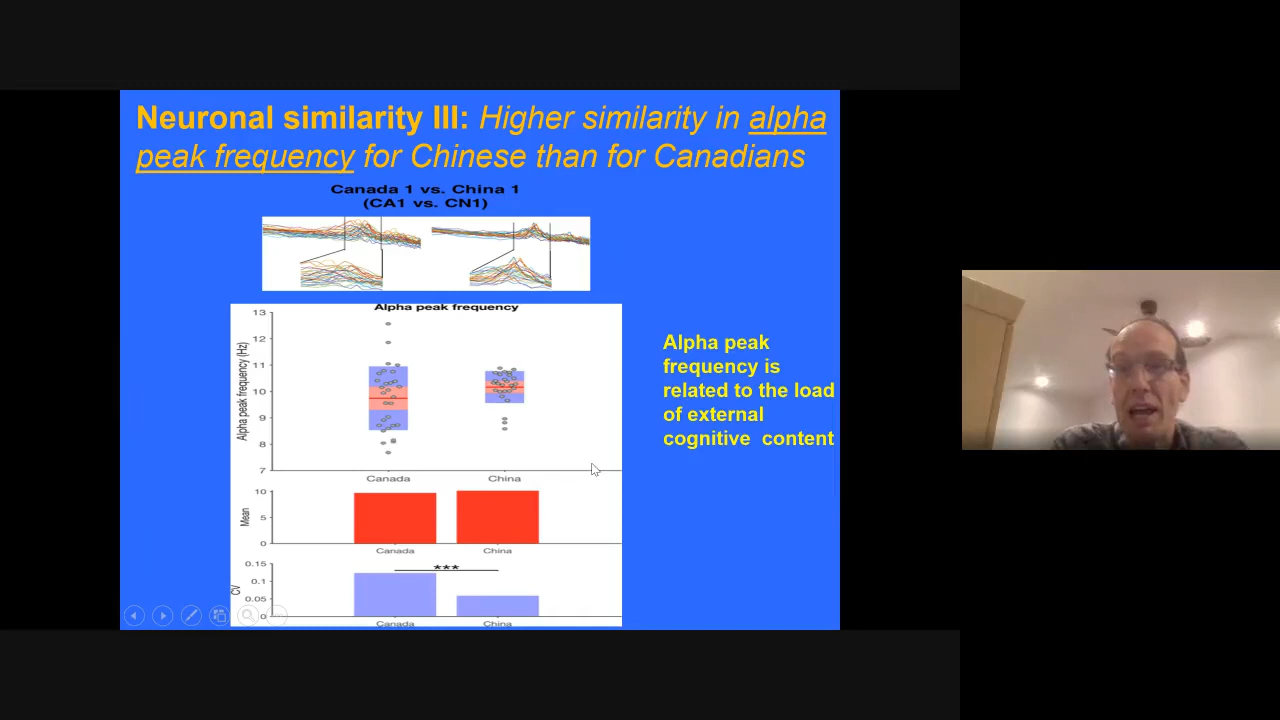 Neuronal similarity III: Higher similarity in alpha
peak frequency for Chinese than for Canadians
Canada 1 vs. China 1
(CA1 vs. CN1)
Alpha peak frequency
Alpha peak frequency (Hz)
13
12
11
10
9
8
7
Canada China
Alpha peak
frequency is
related to the load
of external
cognitive content
Mean
10
5
0
Canada China
CV
0.15
0.1
0.05
0
***
Canada China